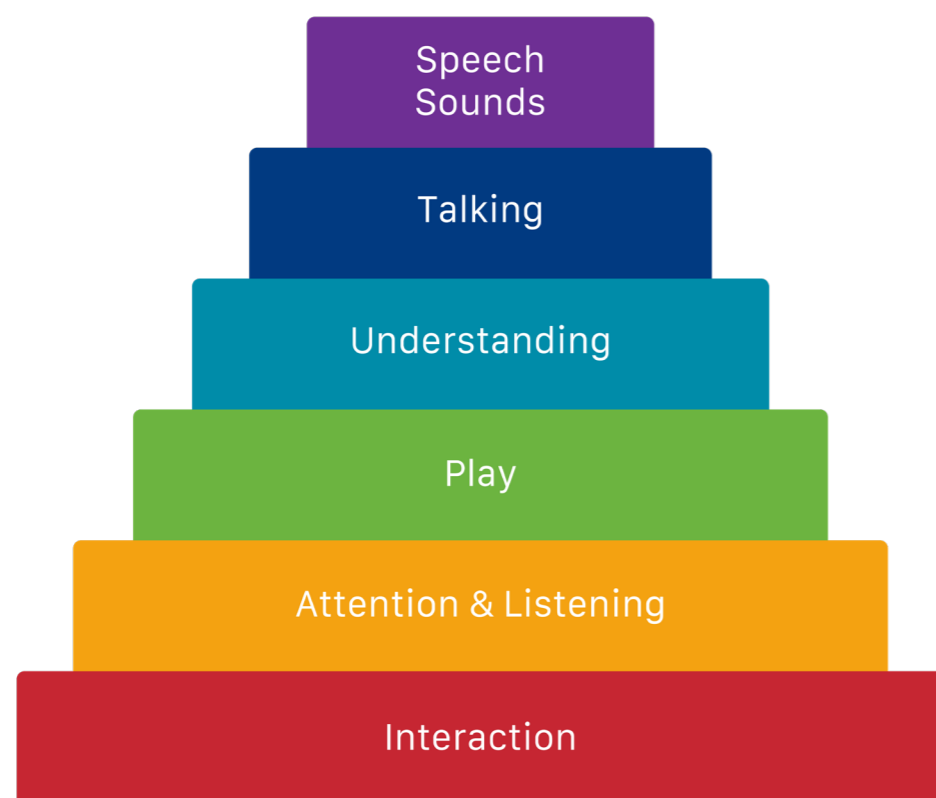 Speech
Sounds
Talking
Understanding
Play
Attention & Listening
Interaction